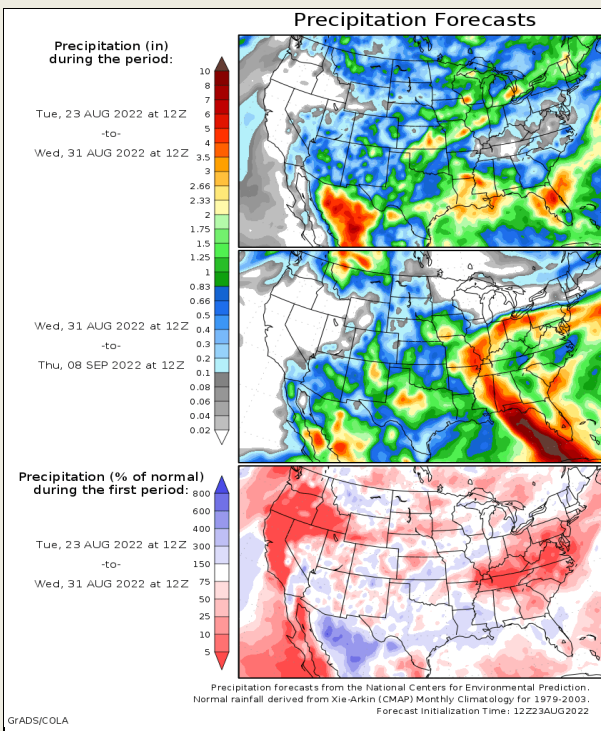 Precipitation Forecasts
Precipitation (in)
during the period:
Tue, 23 AUG 2022 at 12Z
-to-
Wed, 31 AUG 2022 at 12Z
10
8
7
6
5
4
3.5
3
2.66
2.33
2
1.75
1.5
1.25
1
0.83
0.66
0.5
0.4
0.3
0.2
0.1
0.08
0.06
0.04
0.02
Wed, 31 AUG 2022 at 12Z
-to-
Thu, 08 SEP 2022 at 12Z
Precipitation (% of normal)
during the first period:
Tue, 23 AUG 2022 at 12Z
-to-
Wed, 31 AUG 2022 at 12Z
800
600
400
300
150
75
50
25
10
5
Precipitation forecasts from the National Centers for Environmental Prediction.
Normal rainfall derived from Xie-Arkin (CMAP) Monthly Climatology for 1979-2003.
Forecast Initialization Time: 12Z23AUG2022
GrADS/COLA